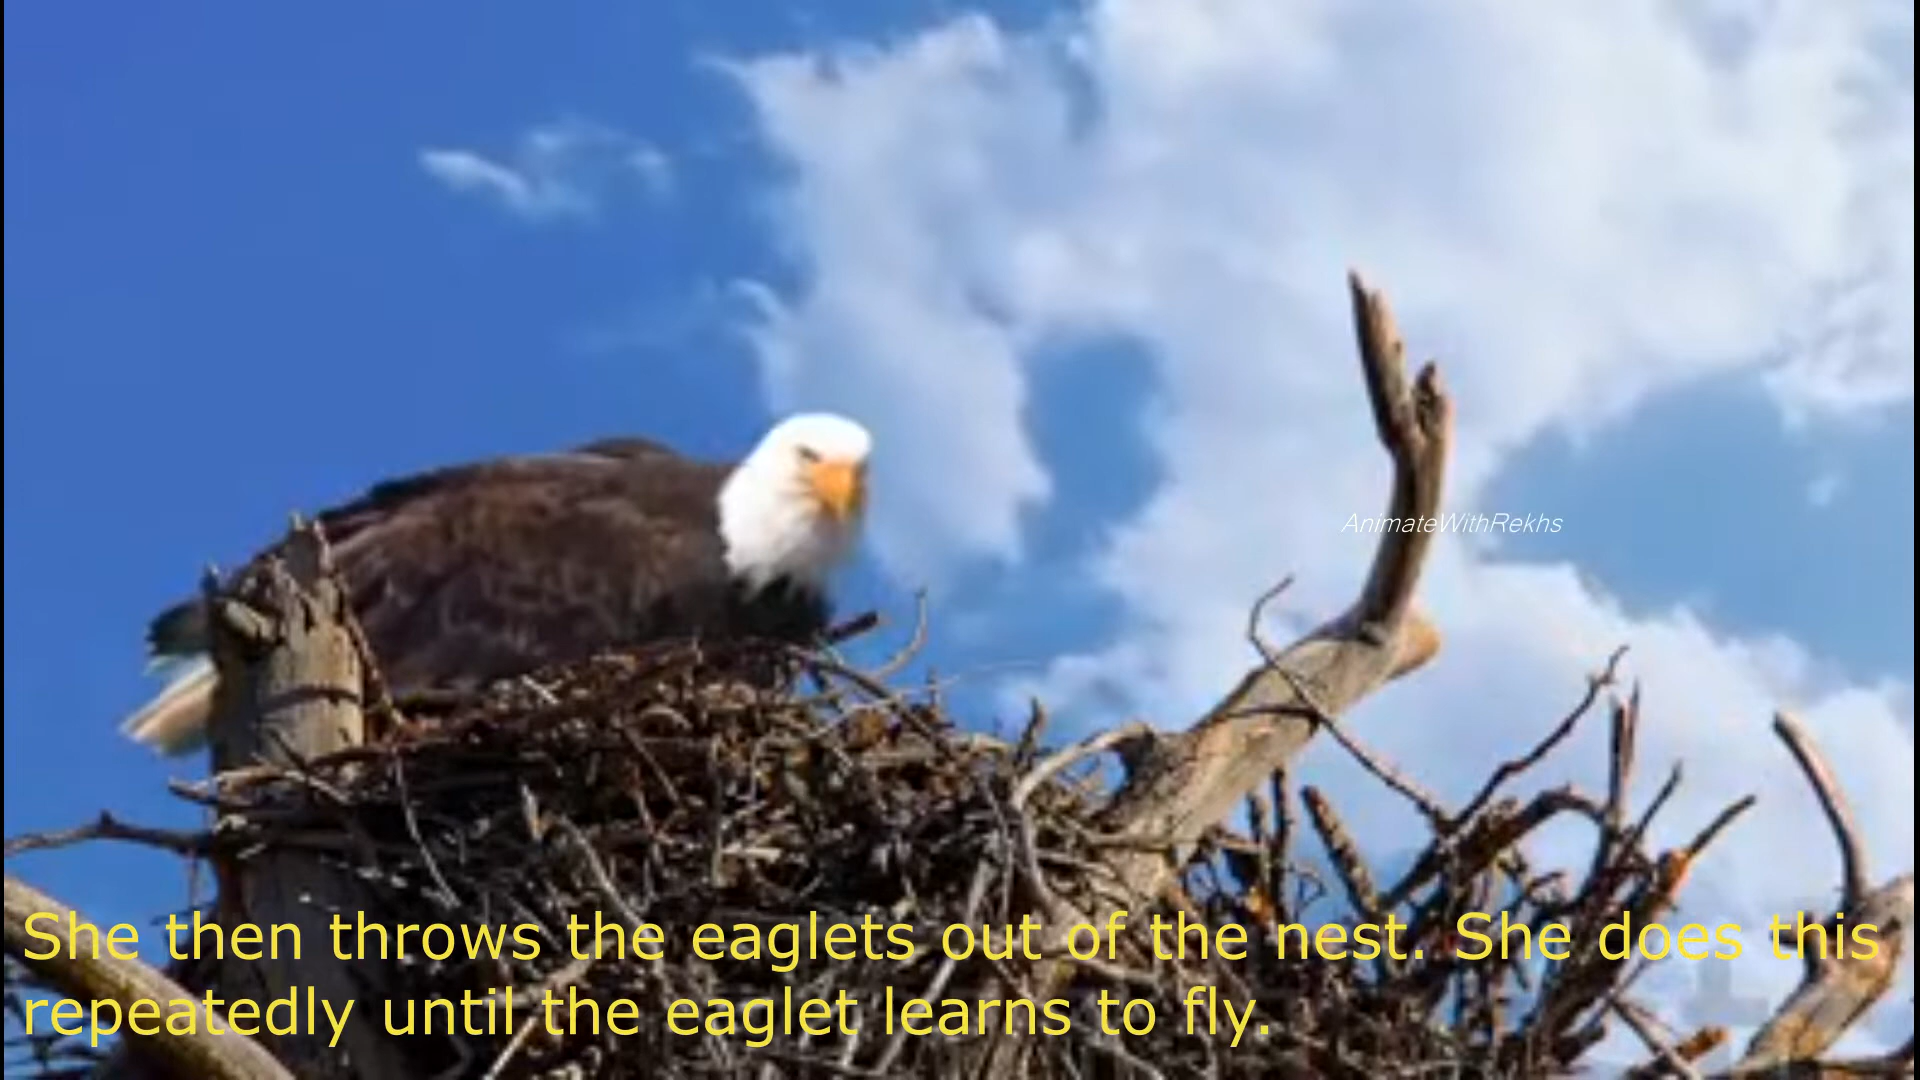 AnimateWithRekhs
She then throws the eaglets out of the nest. She does this
repeatedly until the eaglet learns to fly.